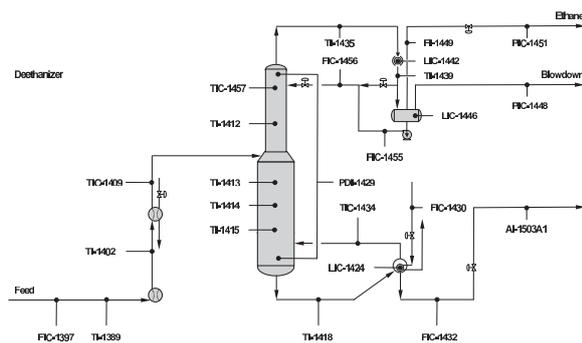 Ethane
TI-1435
FI-1449
PIC-1451
FIC-1456
LIC-1442
TI-1439
Deethanizer
Blowdown
TIC-1457
FIC-1448
LIC-1446
TI-1412
FIC-1455
TIC-1409
TI-1413
PDI-1429
TI-1414
TIC-1434
FIC-1430
TI-1415
AI-1503A1
TI-1402
LIC-1424
Feed
FIC-1397
TI-1389
TI-1418
FIC-1432